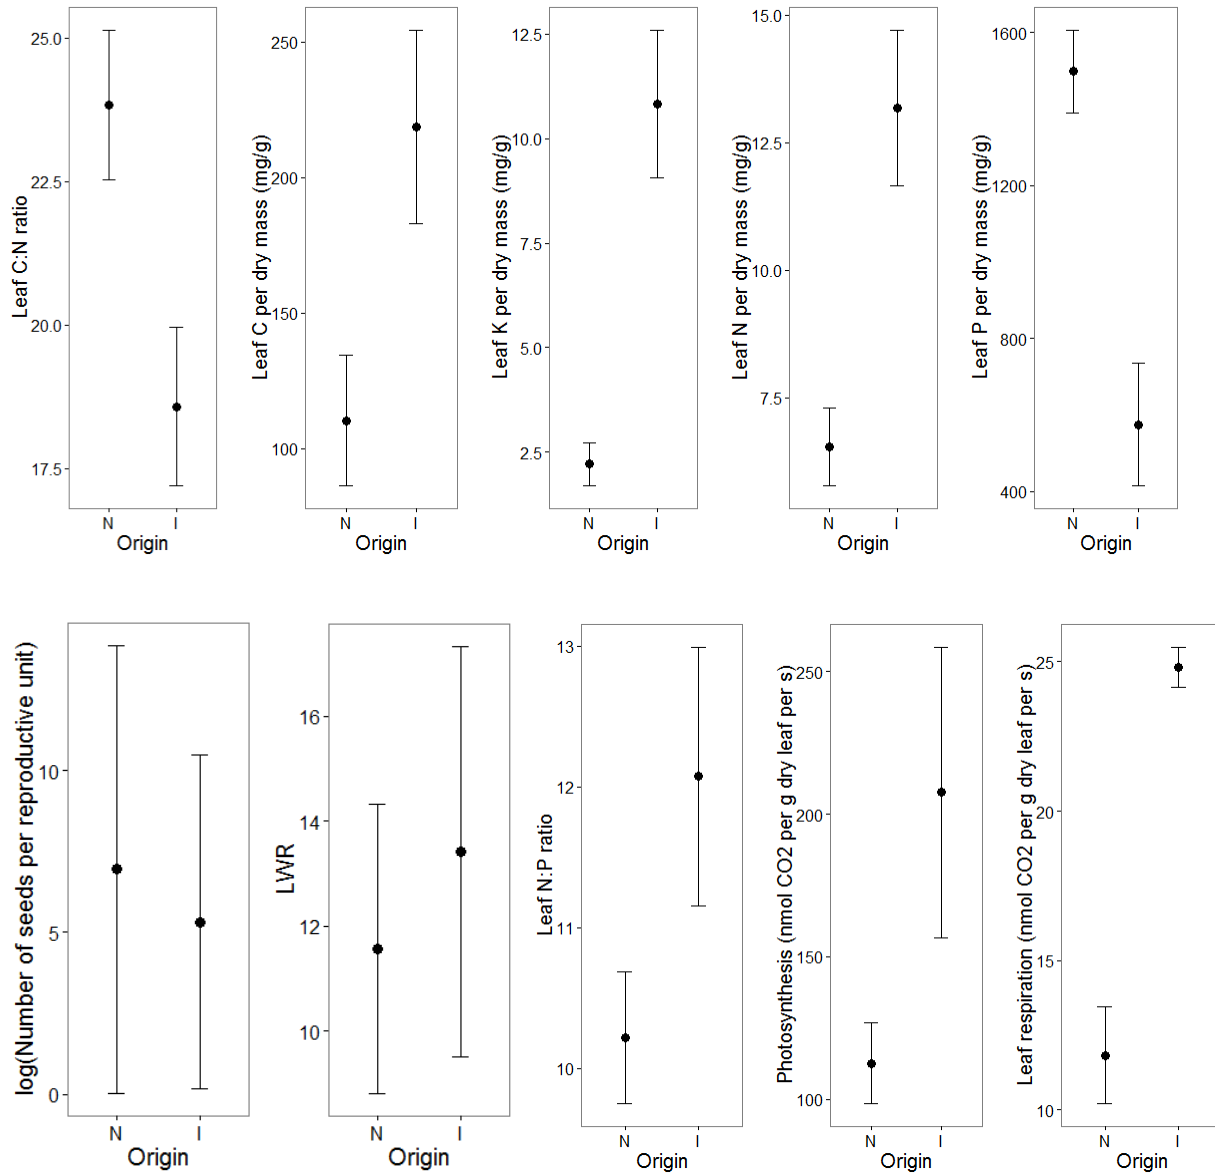 Leaf C:N ratio
25.0
22.5
20.0
17.5
N I
Origin
Leaf C per dry mass (mg/g)
250
200
150
100
N I
Origin
Leaf K per dry mass (mg/g)
12.5
10.0
7.5
5.0
2.5
N I
Origin
Leaf N per dry mass (mg/g)
15.0
12.5
10.0
7.5
N I
Origin
Leaf P per dry mass (mg/g)
1600
1200
800
400
N I
Origin
log(Number of seeds per reproductive unit)
10
5
0
N I
Origin
LWR
16
14
12
10
N I
Origin
Leaf N:P ratio
13
12
11
10
N I
Origin
Photosynthesis (nmol CO2 per g dry leaf per s)
250
200
150
100
N I
Origin
Leaf respiration (nmol CO2 per g dry leaf per s)
25
20
15
10
N I
Origin